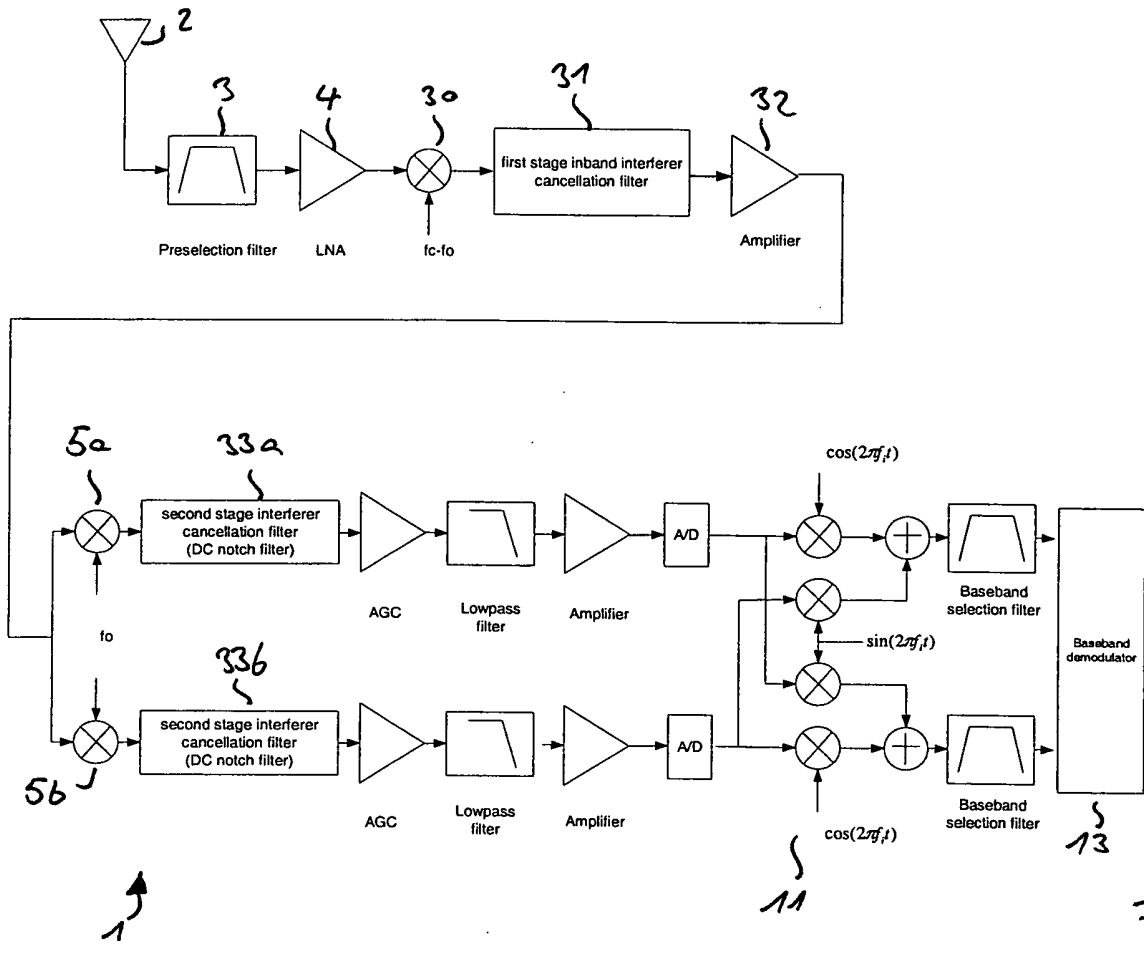 2
3
4
30
31
32
first stage inband interferer
cancellation filter
Preselection filter
LNA
fc-fo
Amplifier
5a
33a
cos(2πfᵢt)
second stage interferer
cancellation filter
(DC notch filter)
A/D
AGC
Lowpass
filter
Amplifier
Baseband
selection filter
fo
sin(2πfᵢt)
Baseband
demodulator
33b
second stage interferer
cancellation filter
(DC notch filter)
A/D
5b
AGC
Lowpass
filter
Amplifier
cos(2πfᵢt)
Baseband
selection filter
13
11
1